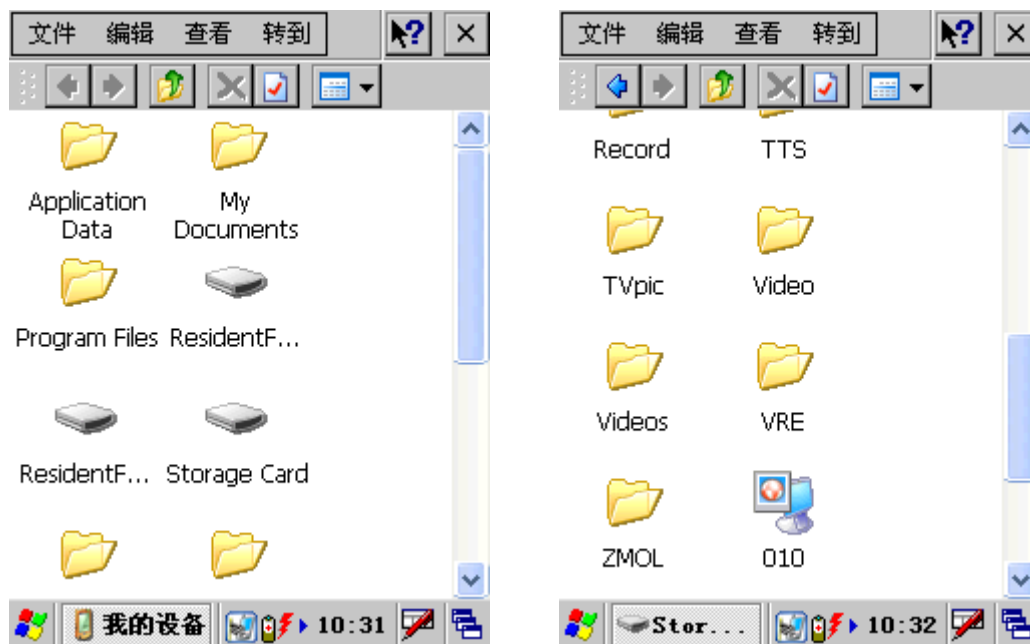 文件 编辑 查看 转到
Application Data
My Documents
Program Files
ResidentF...
ResidentF...
Storage Card
我的设备
10:31
文件 编辑 查看 转到
Record
TTS
TVpic
Video
Videos
VRE
ZMOL
010
Stor...
10:32